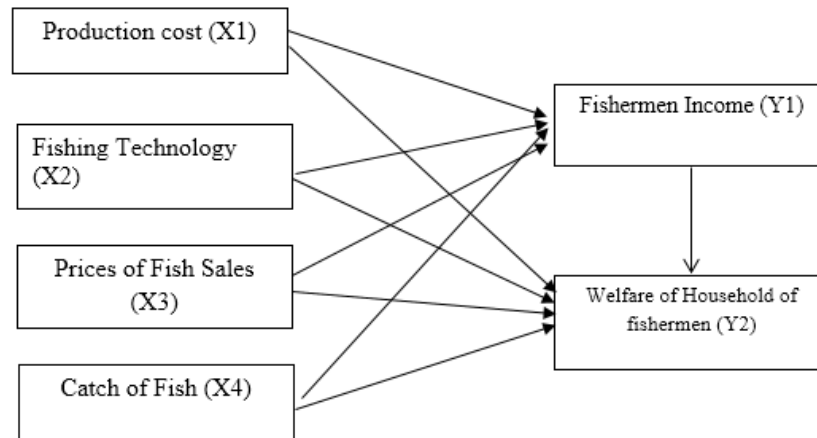 Production cost (X1)
Fishermen Income (Y1)
Fishing Technology
(X2)
Prices of Fish Sales
(X3)
Welfare of Household of
fishermen (Y2)
Catch of Fish (X4)